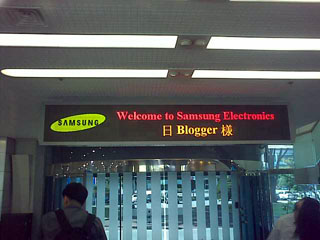 SAMSUNG
Welcome to Samsung Electronics
日 Blogger 様